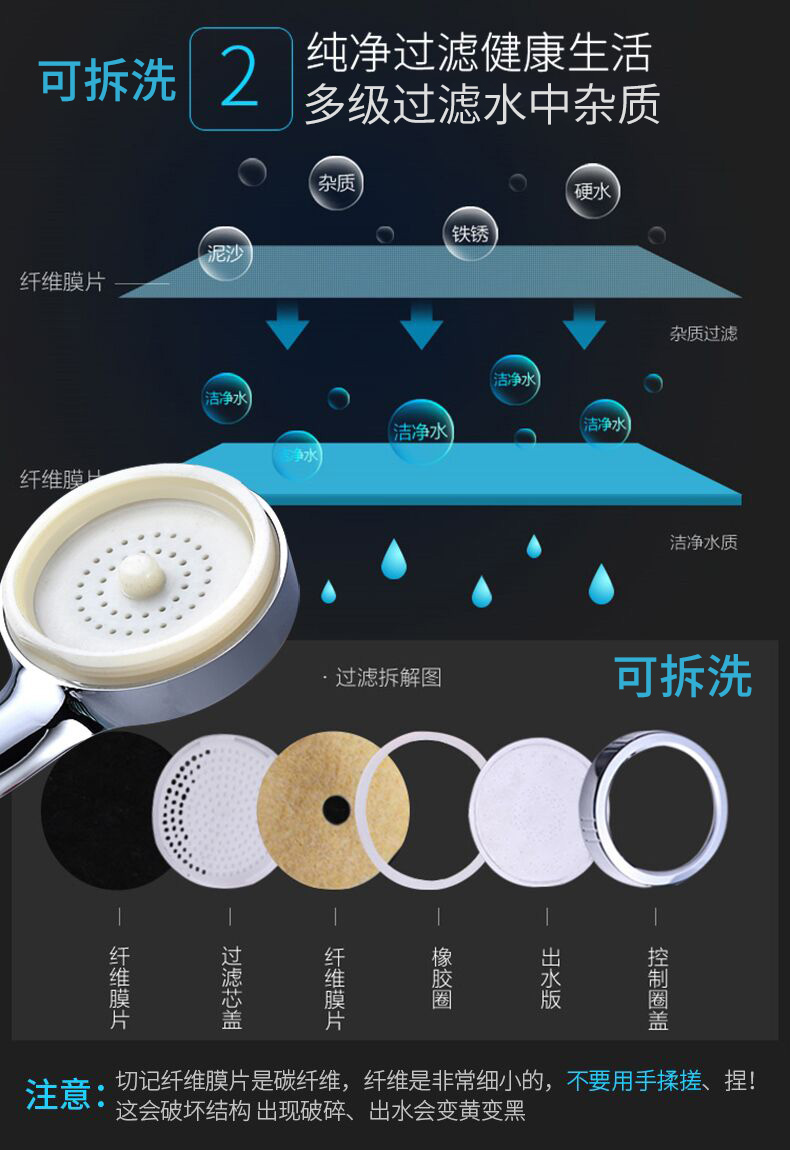 可拆洗
2
纯净过滤健康生活
多级过滤水中杂质
杂质
硬水
铁锈
泥沙
纤维膜片
杂质过滤
洁净水
洁净水
洁净水
洁净水
洁净水
纤维膜片
洁净水质
·过滤拆解图
可拆洗
纤维膜片
过滤芯盖
纤维膜片
橡胶圈
出水版
控制圈盖
注意：
切记纤维膜片是碳纤维，纤维是非常细小的，不要用手揉搓、捏！
这会破坏结构 出现破碎、出水会变黄变黑